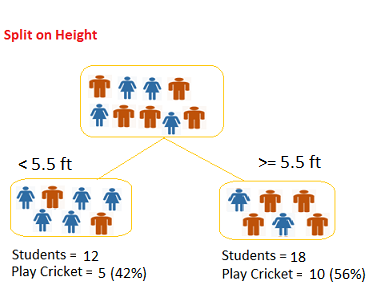 Split on Height
< 5.5 ft
>= 5.5 ft
Students = 12
Play Cricket = 5 (42%)
Students = 18
Play Cricket = 10 (56%)